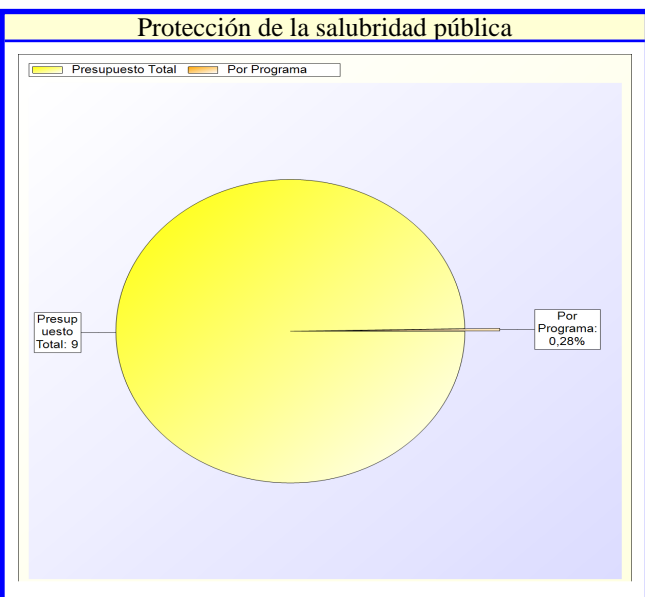 Protección de la salubridad pública
Presupuesto Total Por Programa
Presup
uesto
Total: 9
Por
Programa:
0,28%